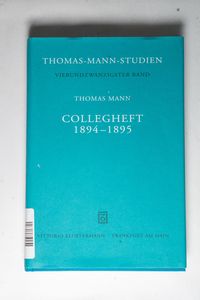 THOMAS-MANN-STUDIEN
VIERUNDZWANZIGSTER BAND
THOMAS MANN
COLLEGHEFT
1894–1895
VITTORIO KLOSTERMANN · FRANKFURT AM MAIN